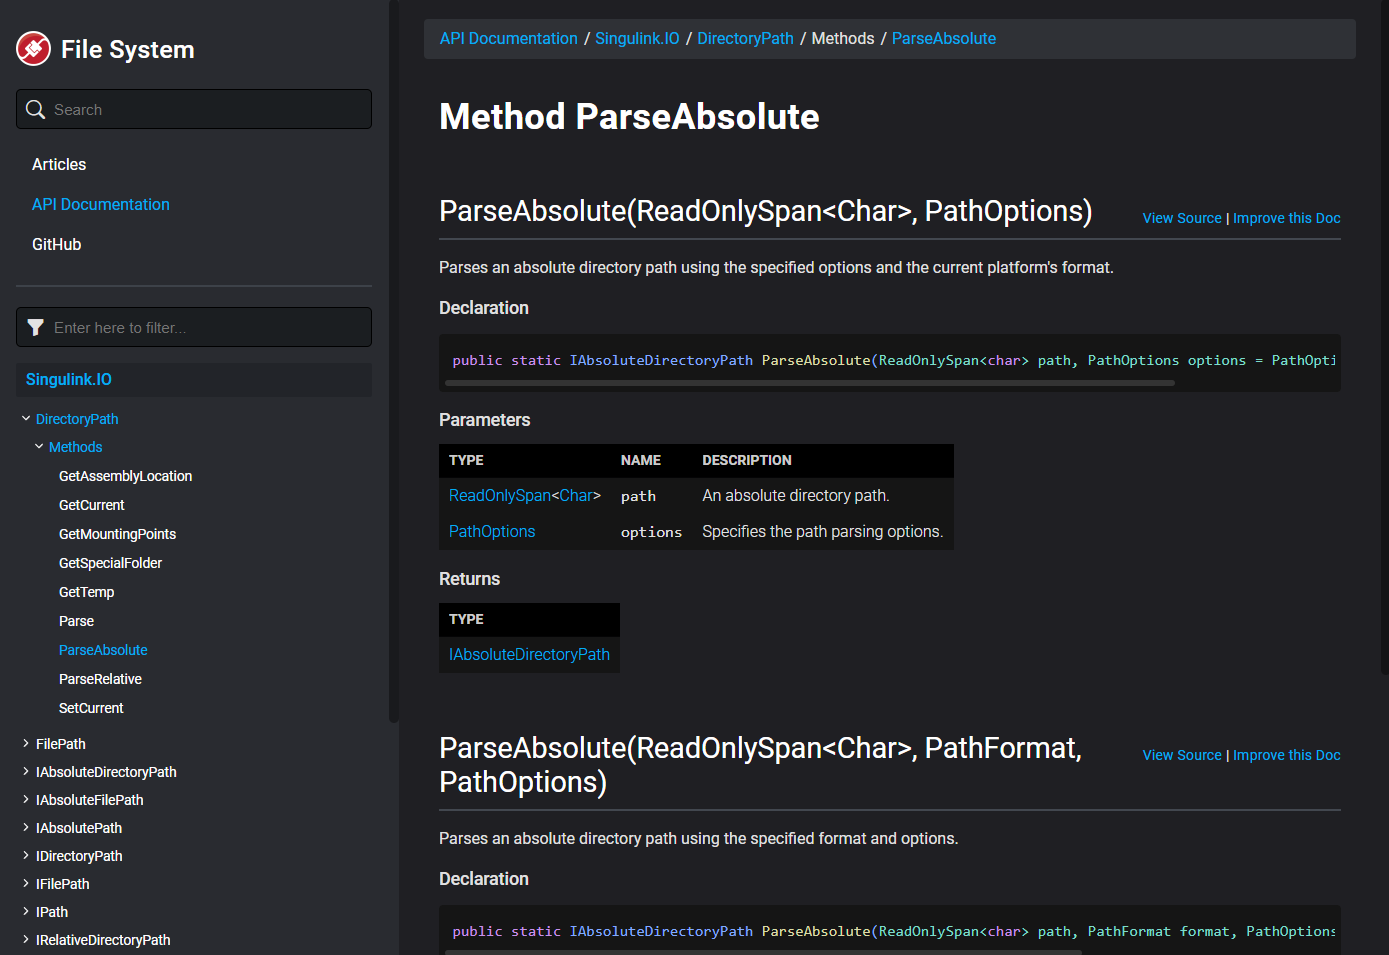 File System
Search
Articles
API Documentation
GitHub
Enter here to filter...
Singulink.IO
DirectoryPath
Methods
GetAssemblyLocation
GetCurrent
GetMountingPoints
GetSpecialFolder
GetTemp
Parse
ParseAbsolute
ParseRelative
SetCurrent
FilePath
IAbsoluteDirectoryPath
IAbsoluteFilePath
IAbsolutePath
IDirectoryPath
IFilePath
IPath
IRelativeDirectoryPath
API Documentation / Singulink.IO / DirectoryPath / Methods / ParseAbsolute
Method ParseAbsolute
ParseAbsolute(ReadOnlySpan<Char>, PathOptions)
View Source | Improve this Doc
Parses an absolute directory path using the specified options and the current platform's format.
Declaration
public static IAbsoluteDirectoryPath ParseAbsolute(ReadOnlySpan<char> path, PathOptions options = PathOpti
Parameters
TYPE NAME DESCRIPTION
ReadOnlySpan<Char> path An absolute directory path.
PathOptions options Specifies the path parsing options.
Returns
TYPE
IAbsoluteDirectoryPath
ParseAbsolute(ReadOnlySpan<Char>, PathFormat,
PathOptions)
View Source | Improve this Doc
Parses an absolute directory path using the specified format and options.
Declaration
public static IAbsoluteDirectoryPath ParseAbsolute(ReadOnlySpan<char> path, PathFormat format, PathOptions